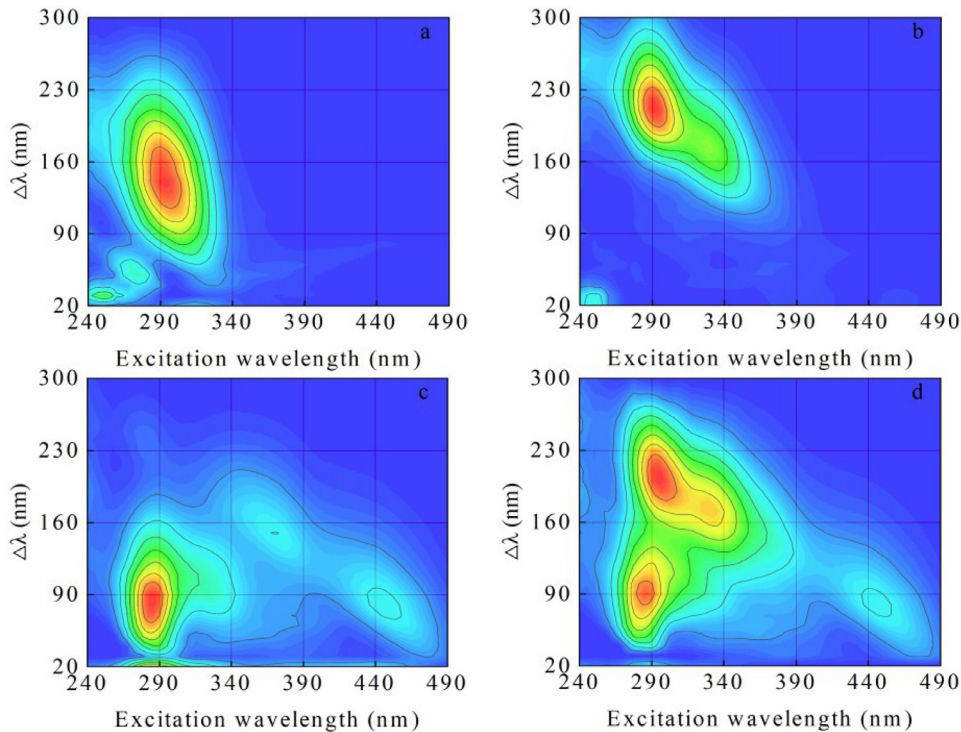 300 a
230
160
90
20
240 290 340 390 440 490
Δλ (nm)
Excitation wavelength (nm)
300 b
230
160
90
20
240 290 340 390 440 490
Δλ (nm)
Excitation wavelength (nm)
300 c
230
160
90
20
240 290 340 390 440 490
Δλ (nm)
Excitation wavelength (nm)
300 d
230
160
90
20
240 290 340 390 440 490
Δλ (nm)
Excitation wavelength (nm)